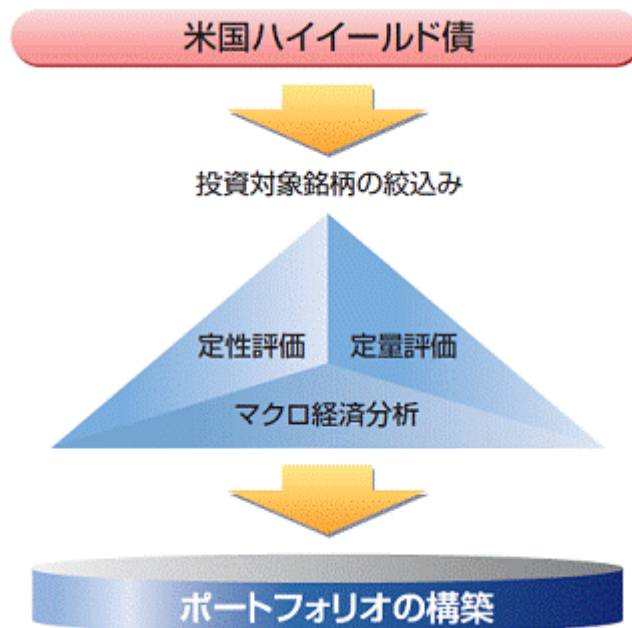 米国ハイイールド債
投資対象銘柄の絞込み
定性評価 定量評価
マクロ経済分析
ポートフォリオの構築